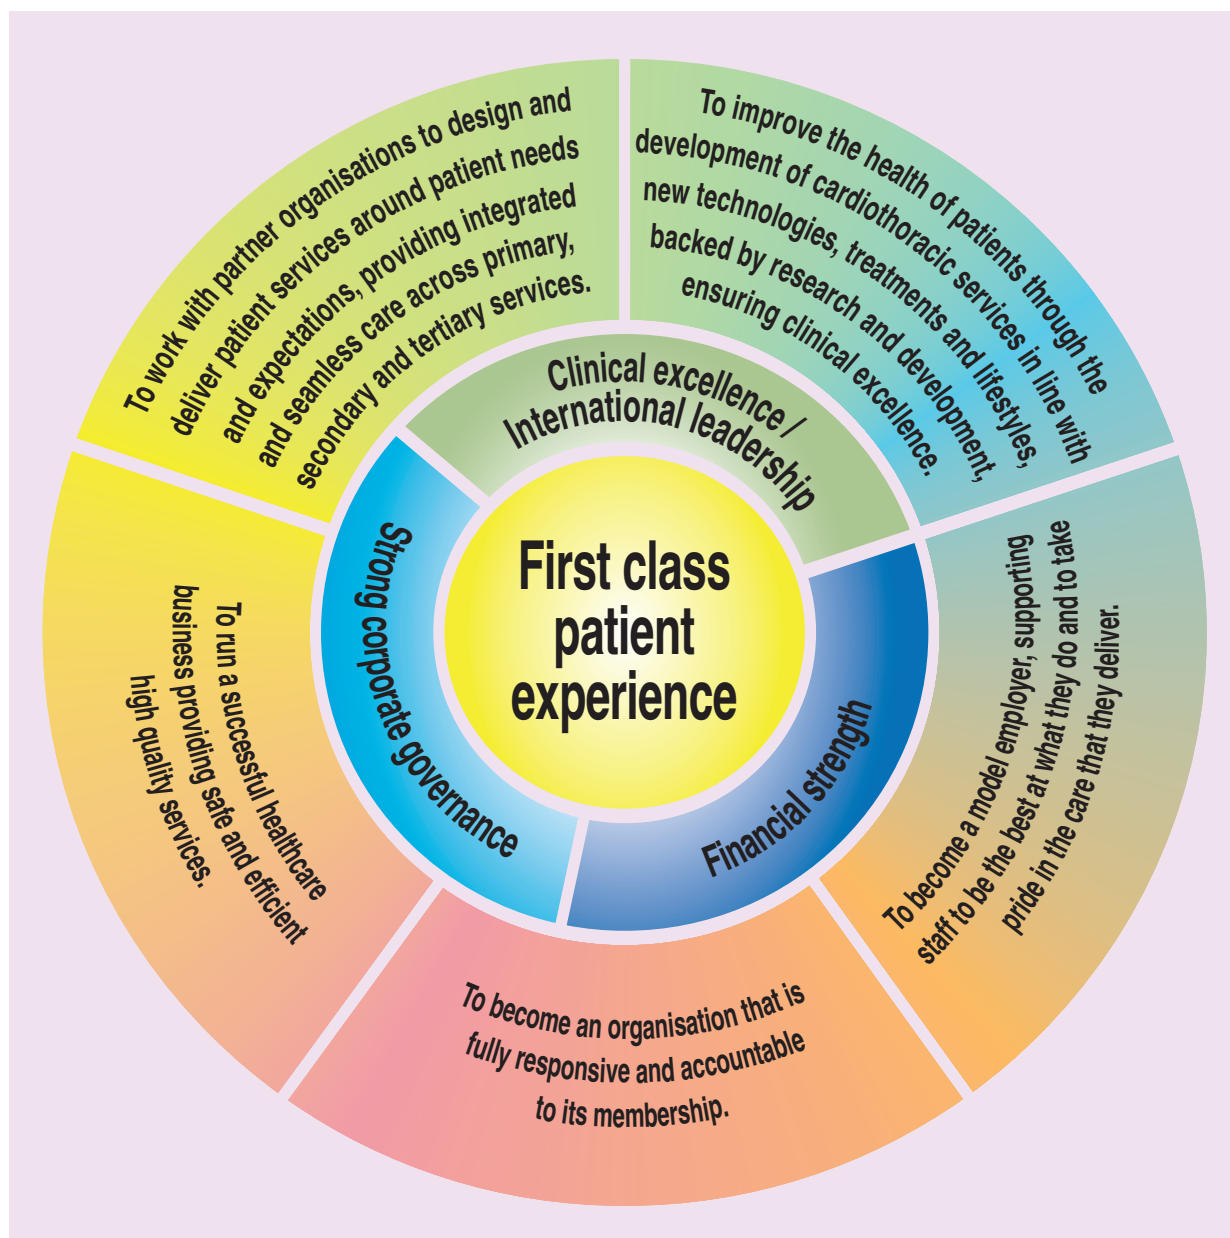 To work with partner organisations to design and
deliver patient services around patient needs
and expectations, providing integrated
and seamless care across primary,
secondary and tertiary services.
To improve the health of patients through the
development of cardiothoracic services in line with
new technologies, treatments and lifestyles,
backed by research and development,
ensuring clinical excellence.
Clinical excellence /
International leadership
First class
patient
experience
Strong corporate governance
Financial strength
To become a model employer, supporting
staff to be the best at what they do and to take
pride in the care that they deliver.
To run a successful healthcare
business providing safe and efficient
high quality services.
To become an organisation that is
fully responsive and accountable
to its membership.